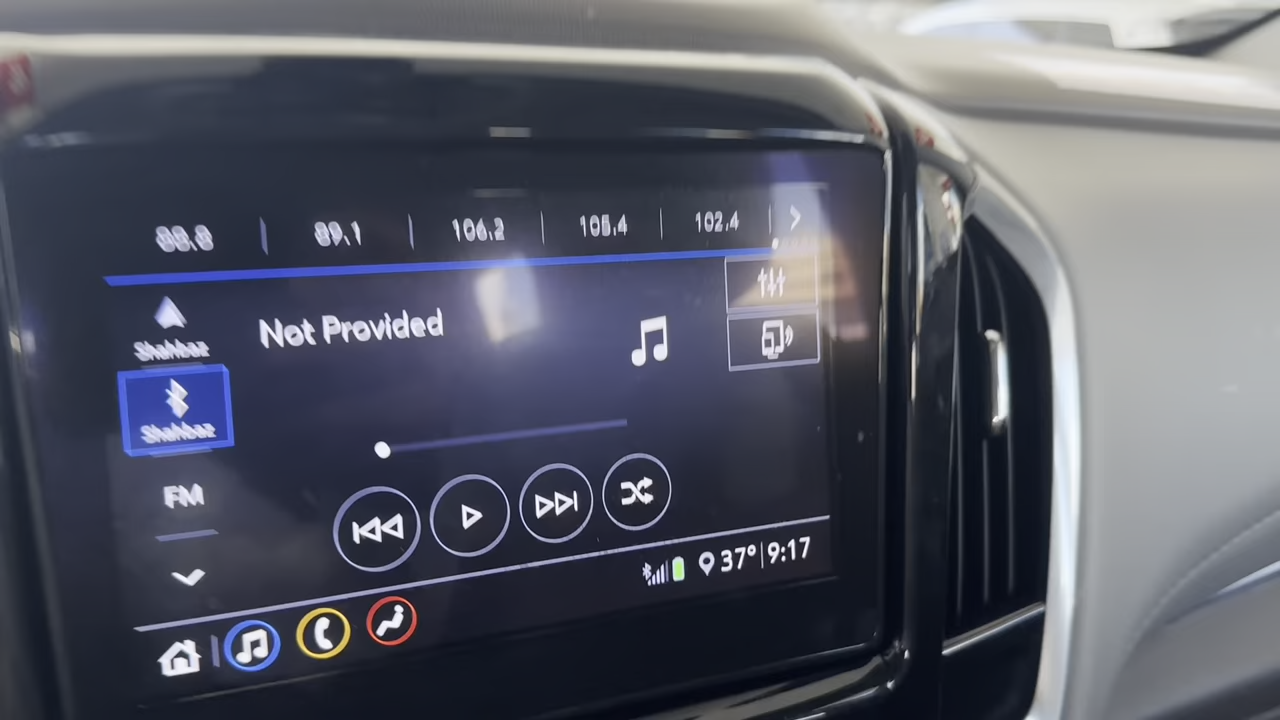 88.8 89.1 106.2 105.4 102.4
Not Provided
Shahbaz
Shahbaz
FM
37° 9:17